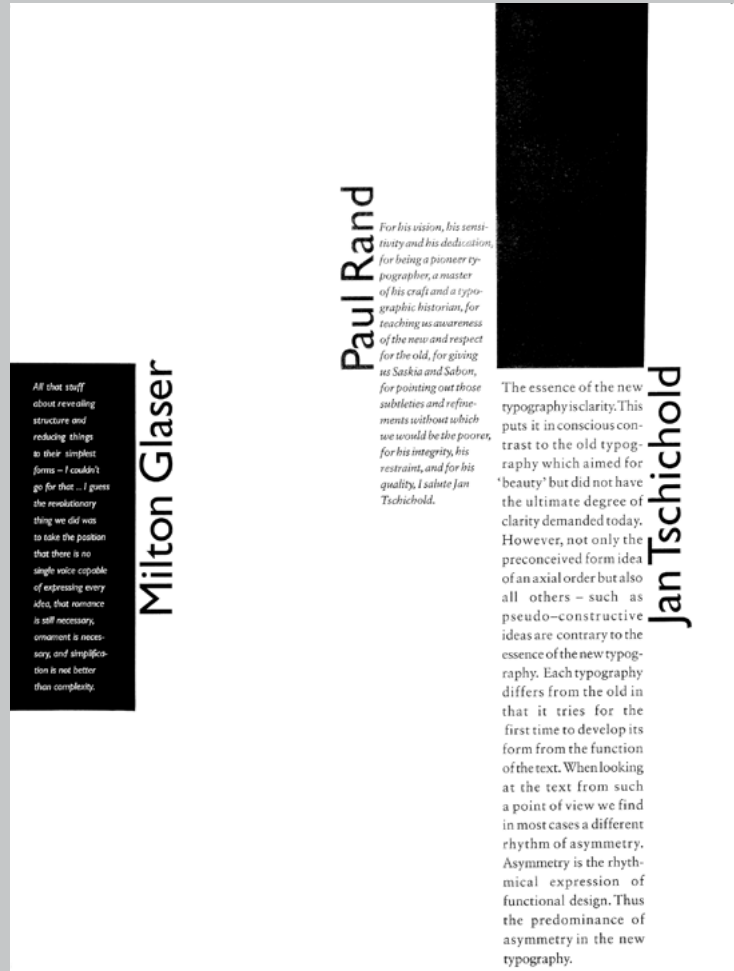 Milton Glaser
All that stuff
about revealing
structure and
reducing things
to their simplest
forms – I couldn't
go for that ... I guess
the revolutionary
thing we did was
to take the position
that there is no
single voice capable
of expressing every
idea, that romance
is still necessary,
ornament is neces-
sary, and simplifica-
tion is not better
than complexity.
Paul Rand
For his vision, his sensi-
tivity and his dedication,
for being a pioneer ty-
pographer, a master
of his craft and a typo-
graphic historian, for
teaching us awareness
of the new and respect
for the old, for giving
us Saskia and Sabon,
for pointing out those
subtleties and refine-
ments without which
we would be the poorer,
for his integrity, his
restraint, and for his
quality, I salute Jan
Tschichold.
Jan Tschichold
The essence of the new
typography is clarity. This
puts it in conscious con-
trast to the old typog-
raphy which aimed for
‘beauty’ but did not have
the ultimate degree of
clarity demanded today.
However, not only the
preconceived form idea
of an axial order but also
all others – such as
pseudo–constructive
ideas are contrary to the
essence of the new typog-
raphy. Each typography
differs from the old in
that it tries for the
first time to develop its
form from the function
of the text. When looking
at the text from such
a point of view we find
in most cases a different
rhythm of asymmetry.
Asymmetry is the rhyth-
mical expression of
functional design. Thus
the predominance of
asymmetry in the new
typography.